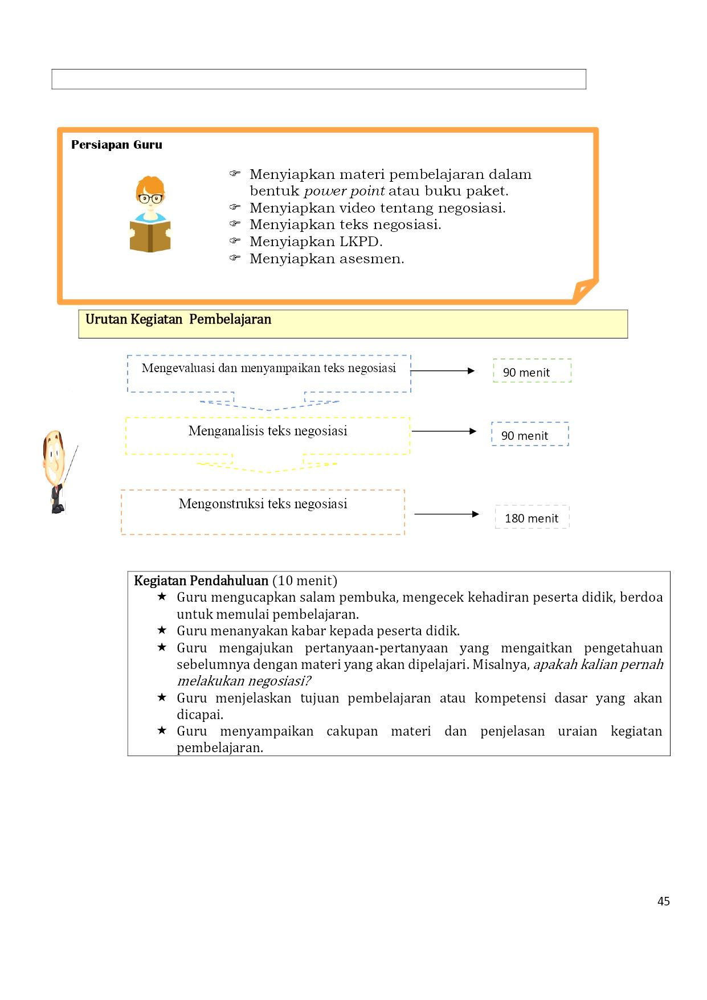 Persiapan Guru
☞ Menyiapkan materi pembelajaran dalam
bentuk power point atau buku paket.
☞ Menyiapkan video tentang negosiasi.
☞ Menyiapkan teks negosiasi.
☞ Menyiapkan LKPD.
☞ Menyiapkan asesmen.
Urutan Kegiatan Pembelajaran
Mengevaluasi dan menyampaikan teks negosiasi
90 menit
Menganalisis teks negosiasi
90 menit
Mengonstruksi teks negosiasi
180 menit
Kegiatan Pendahuluan (10 menit)
★ Guru mengucapkan salam pembuka, mengecek kehadiran peserta didik, berdoa
untuk memulai pembelajaran.
★ Guru menanyakan kabar kepada peserta didik.
★ Guru mengajukan pertanyaan-pertanyaan yang mengaitkan pengetahuan
sebelumnya dengan materi yang akan dipelajari. Misalnya, apakah kalian pernah
melakukan negosiasi?
★ Guru menjelaskan tujuan pembelajaran atau kompetensi dasar yang akan
dicapai.
★ Guru menyampaikan cakupan materi dan penjelasan uraian kegiatan
pembelajaran.
45